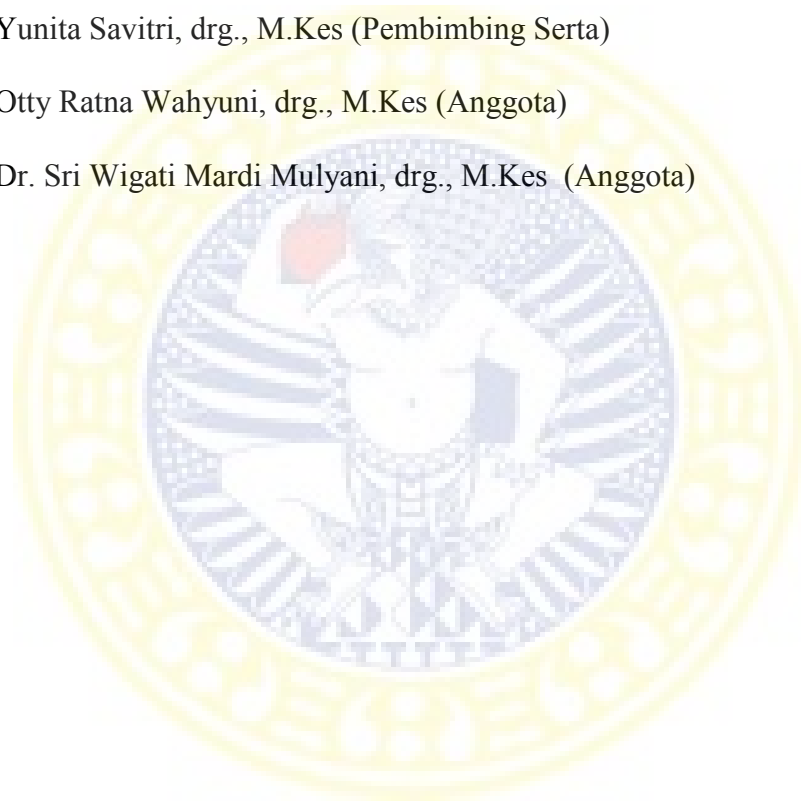 Yunita Savitri, drg., M.Kes (Pembimbing Serta)
Otty Ratna Wahyuni, drg., M.Kes (Anggota)
Dr. Sri Wigati Mardi Mulyani, drg., M.Kes (Anggota)